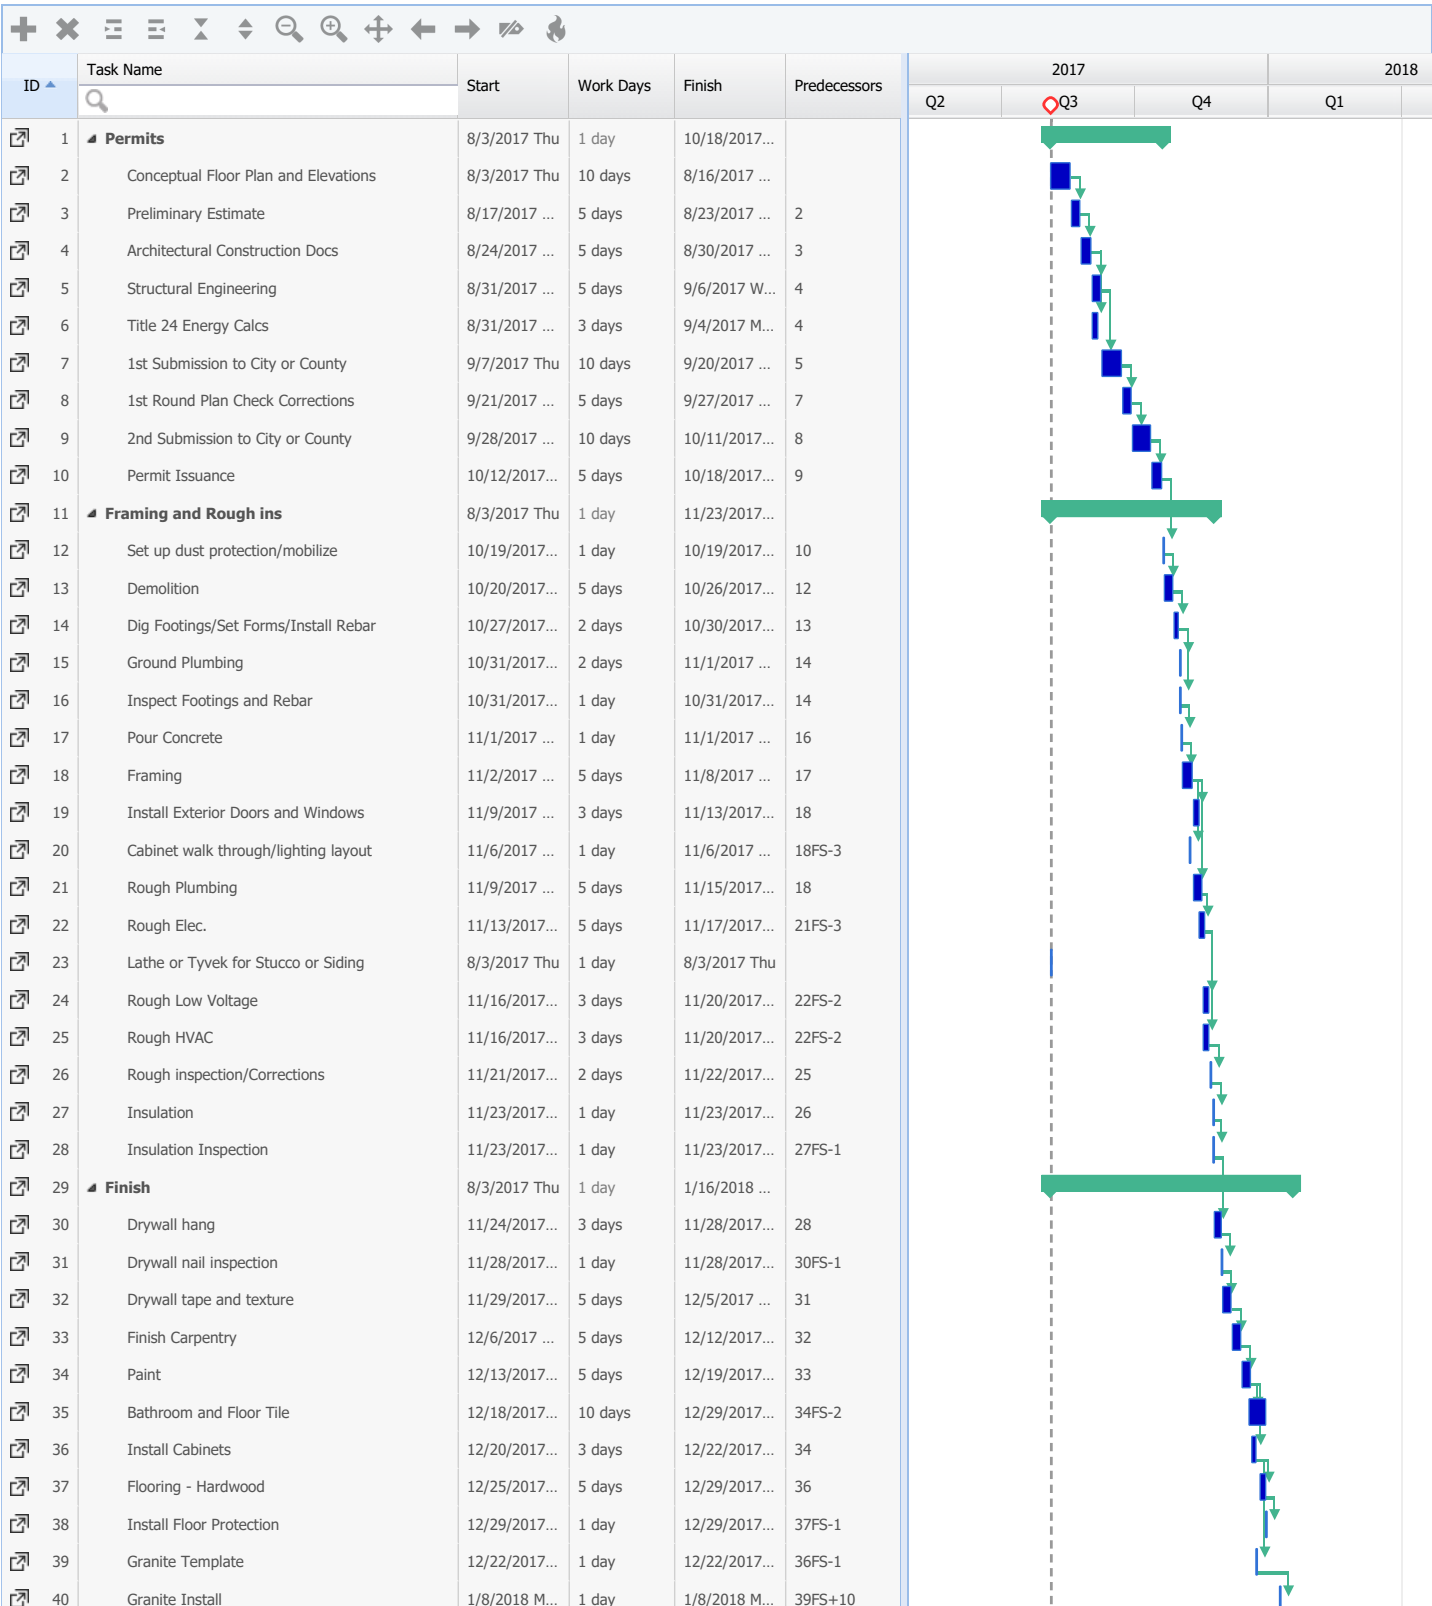 2017 2018
ID Task Name Start Work Days Finish Predecessors Q2 Q3 Q4 Q1
1 Permits 8/3/2017 Thu 1 day 10/18/2017...
2 Conceptual Floor Plan and Elevations 8/3/2017 Thu 10 days 8/16/2017 ...
3 Preliminary Estimate 8/17/2017 ... 5 days 8/23/2017 ... 2
4 Architectural Construction Docs 8/24/2017 ... 5 days 8/30/2017 ... 3
5 Structural Engineering 8/31/2017 ... 5 days 9/6/2017 W... 4
6 Title 24 Energy Calcs 8/31/2017 ... 3 days 9/4/2017 M... 4
7 1st Submission to City or County 9/7/2017 Thu 10 days 9/20/2017 ... 5
8 1st Round Plan Check Corrections 9/21/2017 ... 5 days 9/27/2017 ... 7
9 2nd Submission to City or County 9/28/2017 ... 10 days 10/11/2017... 8
10 Permit Issuance 10/12/2017... 5 days 10/18/2017... 9
11 Framing and Rough ins 8/3/2017 Thu 1 day 11/23/2017...
12 Set up dust protection/mobilize 10/19/2017... 1 day 10/19/2017... 10
13 Demolition 10/20/2017... 5 days 10/26/2017... 12
14 Dig Footings/Set Forms/Install Rebar 10/27/2017... 2 days 10/30/2017... 13
15 Ground Plumbing 10/31/2017... 2 days 11/1/2017 ... 14
16 Inspect Footings and Rebar 10/31/2017... 1 day 10/31/2017... 14
17 Pour Concrete 11/1/2017 ... 1 day 11/1/2017 ... 16
18 Framing 11/2/2017 ... 5 days 11/8/2017 ... 17
19 Install Exterior Doors and Windows 11/9/2017 ... 3 days 11/13/2017... 18
20 Cabinet walk through/lighting layout 11/6/2017 ... 1 day 11/6/2017 ... 18FS-3
21 Rough Plumbing 11/9/2017 ... 5 days 11/15/2017... 18
22 Rough Elec. 11/13/2017... 5 days 11/17/2017... 21FS-3
23 Lathe or Tyvek for Stucco or Siding 8/3/2017 Thu 1 day 8/3/2017 Thu
24 Rough Low Voltage 11/16/2017... 3 days 11/20/2017... 22FS-2
25 Rough HVAC 11/16/2017... 3 days 11/20/2017... 22FS-2
26 Rough inspection/Corrections 11/21/2017... 2 days 11/22/2017... 25
27 Insulation 11/23/2017... 1 day 11/23/2017... 26
28 Insulation Inspection 11/23/2017... 1 day 11/23/2017... 27FS-1
29 Finish 8/3/2017 Thu 1 day 1/16/2018 ...
30 Drywall hang 11/24/2017... 3 days 11/28/2017... 28
31 Drywall nail inspection 11/28/2017... 1 day 11/28/2017... 30FS-1
32 Drywall tape and texture 11/29/2017... 5 days 12/5/2017 ... 31
33 Finish Carpentry 12/6/2017 ... 5 days 12/12/2017... 32
34 Paint 12/13/2017... 5 days 12/19/2017... 33
35 Bathroom and Floor Tile 12/18/2017... 10 days 12/29/2017... 34FS-2
36 Install Cabinets 12/20/2017... 3 days 12/22/2017... 34
37 Flooring - Hardwood 12/25/2017... 5 days 12/29/2017... 36
38 Install Floor Protection 12/29/2017... 1 day 12/29/2017... 37FS-1
39 Granite Template 12/22/2017... 1 day 12/22/2017... 36FS-1
40 Granite Install 1/8/2018 M... 1 day 1/8/2018 M... 39FS+10